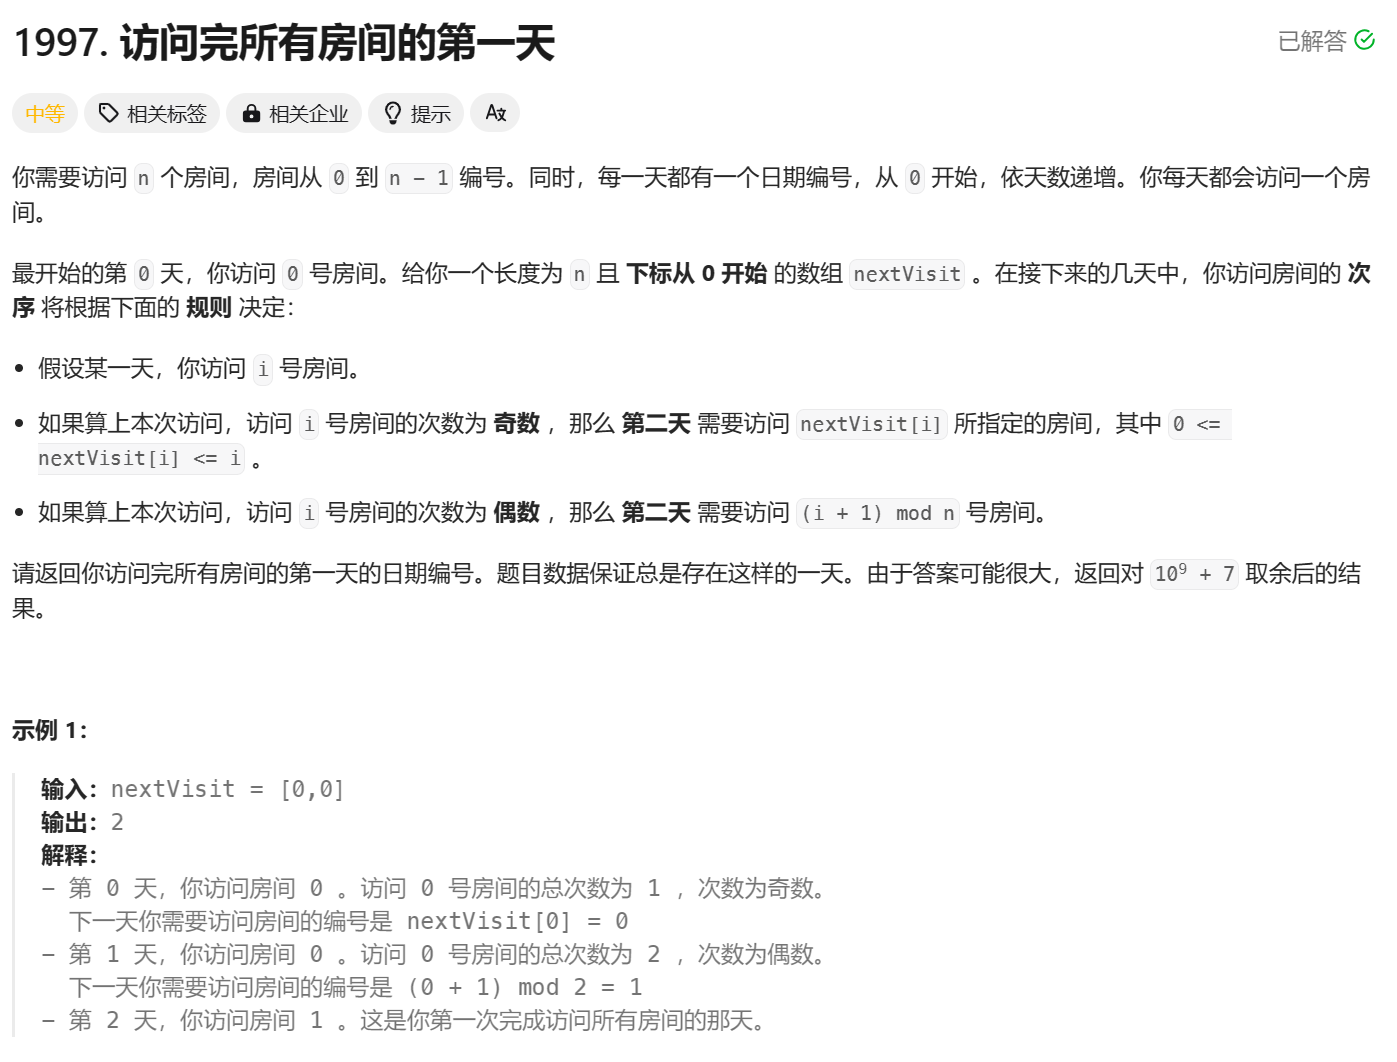 1997. 访问完所有房间的第一天
已解答
中等 相关标签 相关企业 提示 A文
你需要访问 n 个房间，房间从 0 到 n - 1 编号。同时，每一天都有一个日期编号，从 0 开始，依天数递增。你每天都会访问一个房
间。
最开始的第 0 天，你访问 0 号房间。给你一个长度为 n 且 下标从 0 开始 的数组 nextVisit 。在接下来的几天中，你访问房间的 次
序 将根据下面的 规则 决定：
• 假设某一天，你访问 i 号房间。
• 如果算上本次访问，访问 i 号房间的次数为 奇数 ，那么 第二天 需要访问 nextVisit[i] 所指定的房间，其中 0 <=
nextVisit[i] <= i 。
• 如果算上本次访问，访问 i 号房间的次数为 偶数 ，那么 第二天 需要访问 (i + 1) mod n 号房间。
请返回你访问完所有房间的第一天的日期编号。题目数据保证总是存在这样的一天。由于答案可能很大，返回对 10⁹ + 7 取余后的结
果。
示例 1：
输入：nextVisit = [0,0]
输出：2
解释：
- 第 0 天，你访问房间 0 。访问 0 号房间的总次数为 1 ，次数为奇数。
下一天你需要访问房间的编号是 nextVisit[0] = 0
- 第 1 天，你访问房间 0 。访问 0 号房间的总次数为 2 ，次数为偶数。
下一天你需要访问房间的编号是 (0 + 1) mod 2 = 1
- 第 2 天，你访问房间 1 。这是你第一次完成访问所有房间的那天。